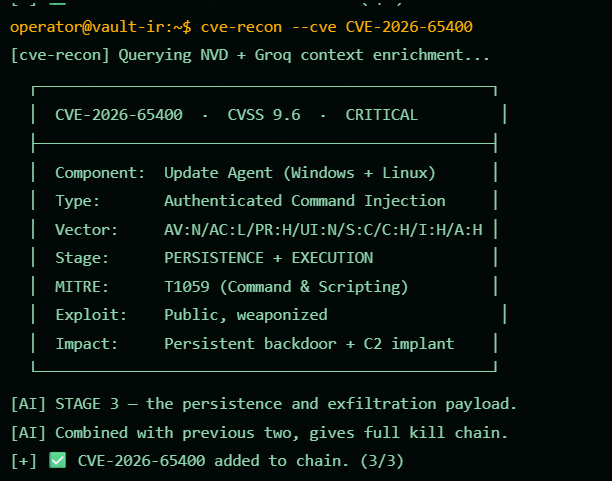 operator@vault-ir:~$ cve-recon --cve CVE-2026-65400
[cve-recon] Querying NVD + Groq context enrichment...
CVE-2026-65400 · CVSS 9.6 · CRITICAL
Component: Update Agent (Windows + Linux)
Type: Authenticated Command Injection
Vector: AV:N/AC:L/PR:H/UI:N/S:C/C:H/I:H/A:H
Stage: PERSISTENCE + EXECUTION
MITRE: T1059 (Command & Scripting)
Exploit: Public, weaponized
Impact: Persistent backdoor + C2 implant
[AI] STAGE 3 — the persistence and exfiltration payload.
[AI] Combined with previous two, gives full kill chain.
[+] ✅ CVE-2026-65400 added to chain. (3/3)